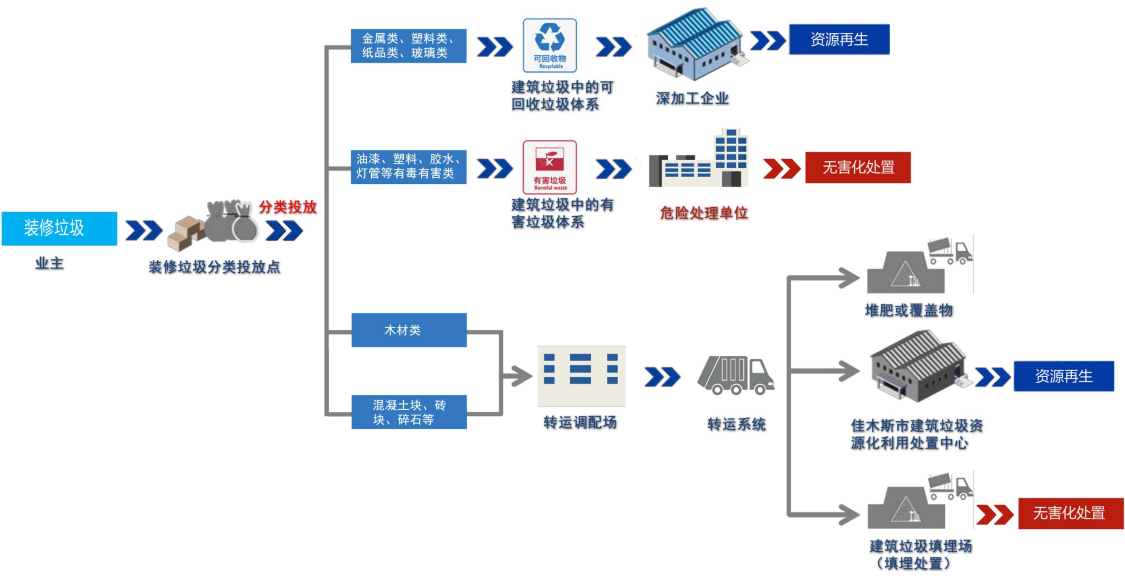 金属类、塑料类、
纸品类、玻璃类
可回收物
Recyclable
建筑垃圾中的可
回收垃圾体系
深加工企业
资源再生
油漆、塑料、胶水、
灯管等有毒有害类
有害垃圾
Harmful waste
建筑垃圾中的有
害垃圾体系
危险处理单位
无害化处置
装修垃圾
业主
装修垃圾分类投放点
分类投放
木材类
混凝土块、砖
块、碎石等
转运调配场
转运系统
堆肥或覆盖物
佳木斯市建筑垃圾资
源化利用处置中心
资源再生
建筑垃圾填埋场
（填埋处置）
无害化处置